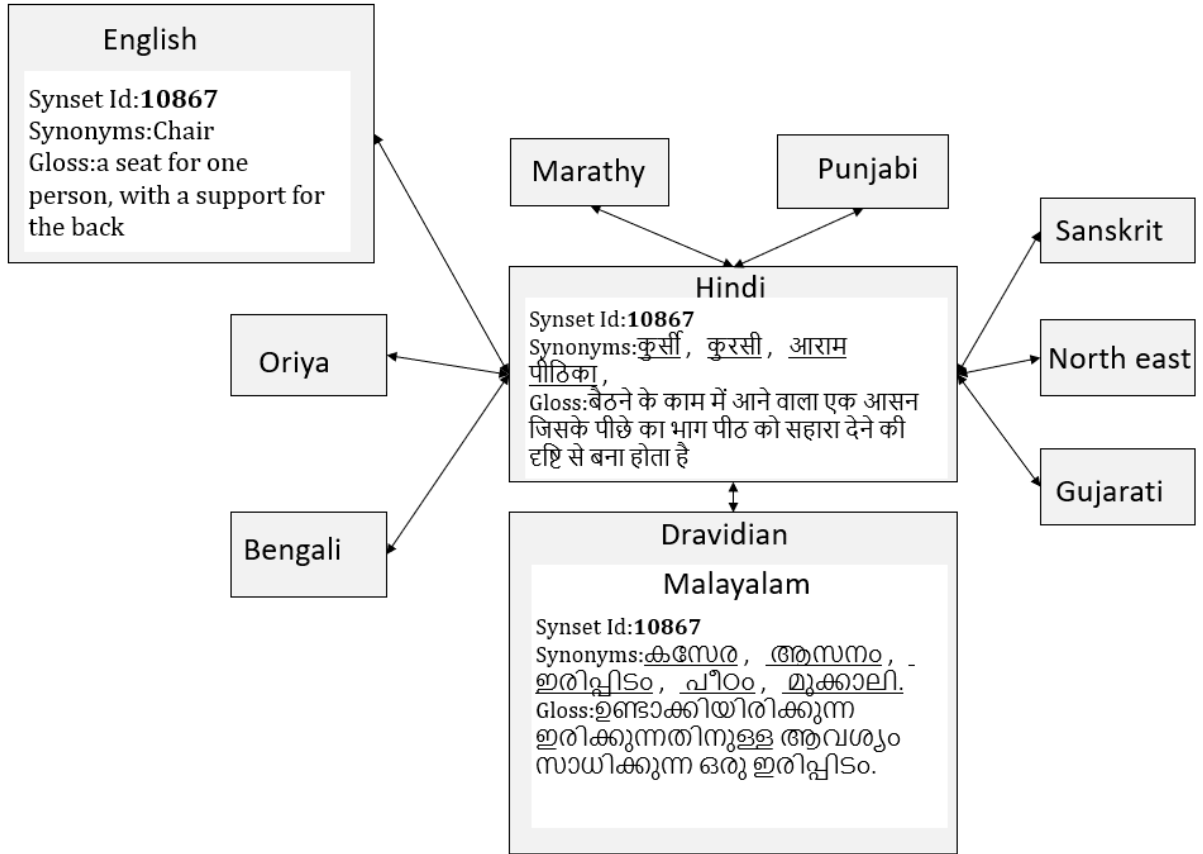 English
Synset Id:10867
Synonyms:Chair
Gloss:a seat for one
person, with a support for
the back
Marathy
Punjabi
Sanskrit
Oriya
North east
Bengali
Gujarati
Hindi
Synset Id:10867
Synonyms:कुर्सी , कुरसी , आराम
पीठिका ,
Gloss:बैठने के काम में आने वाला एक आसन
जिसके पीछे का भाग पीठ को सहारा देने की
दृष्टि से बना होता है
Dravidian
Malayalam
Synset Id:10867
Synonyms:കസേര , ആസനം ,
ഇരിപ്പിടം , പീഠം , മുക്കാലി.
Gloss:ഉണ്ടാക്കിയിരിക്കുന്ന
ഇരിക്കുന്നതിനുള്ള ആവശ്യം
സാധിക്കുന്ന ഒരു ഇരിപ്പിടം.